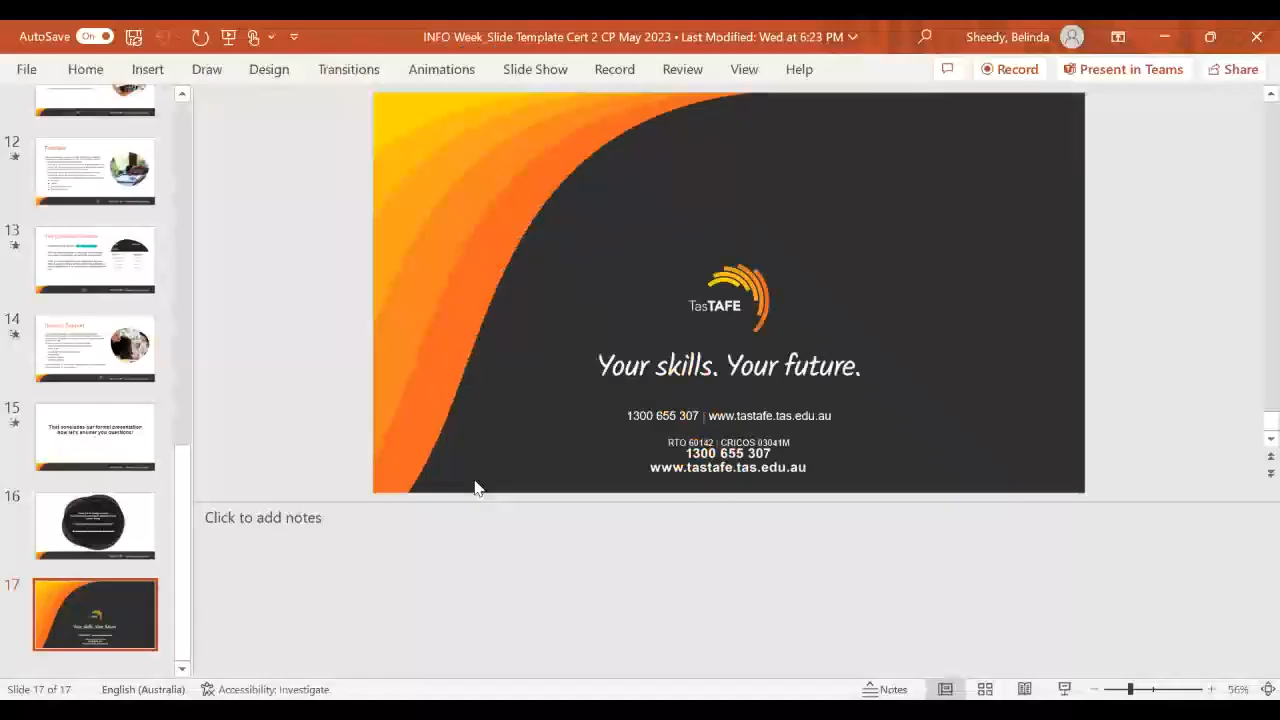 AutoSave On INFO Week_Slide Template Cert 2 CP May 2023 • Last Modified: Wed at 6:23 PM Sheedy, Belinda
File Home Insert Draw Design Transitions Animations Slide Show Record Review View Help Record Present in Teams Share
12
13
14
15
That concludes our formal presentation
now let's answer you questions!
16
17
TasTAFE
Your skills. Your future.
1300 655 307 | www.tastafe.tas.edu.au
RTO 60142 | CRICOS 03041M
1300 655 307
www.tastafe.tas.edu.au
Click to add notes
Slide 17 of 17 English (Australia) Accessibility: Investigate Notes 56%